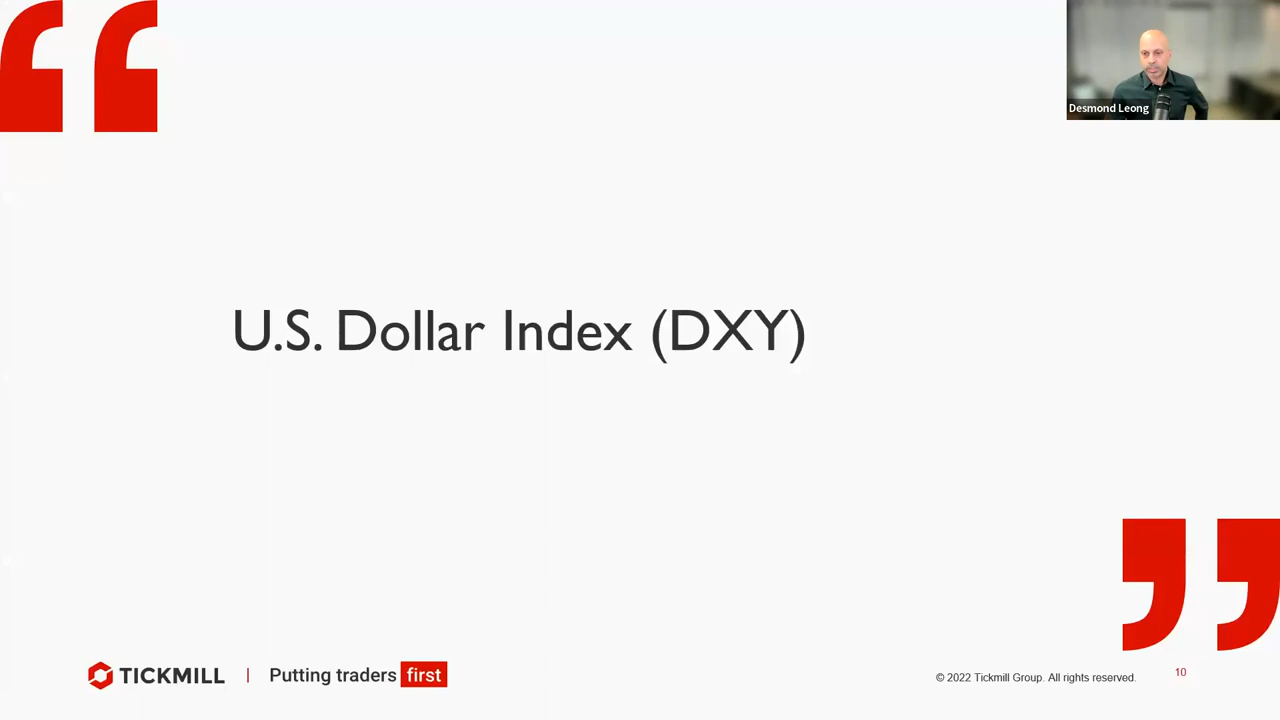 Desmond Leong
U.S. Dollar Index (DXY)
TICKMILL | Putting traders first
© 2022 Tickmill Group. All rights reserved.
10